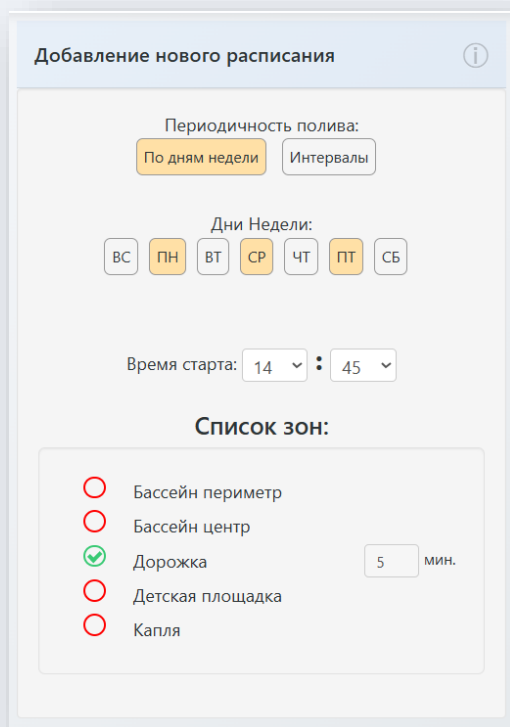 Добавление нового расписания
Периодичность полива:
По дням недели Интервалы
Дни Недели:
ВС ПН ВТ СР ЧТ ПТ СБ
Время старта: 14 : 45
Список зон:
Бассейн периметр
Бассейн центр
Дорожка 5 мин.
Детская площадка
Капля